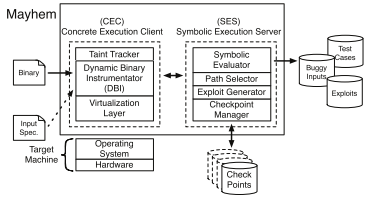 Mayhem
(CEC)
Concrete Execution Client
(SES)
Symbolic Execution Server
Taint Tracker
Dynamic Binary
Instrumentator
(DBI)
Virtualization
Layer
Symbolic
Evaluator
Path Selector
Exploit Generator
Checkpoint
Manager
Binary
Input
Spec.
Target
Machine
Operating
System
Hardware
Check
Points
Buggy
Inputs
Test
Cases
Exploits